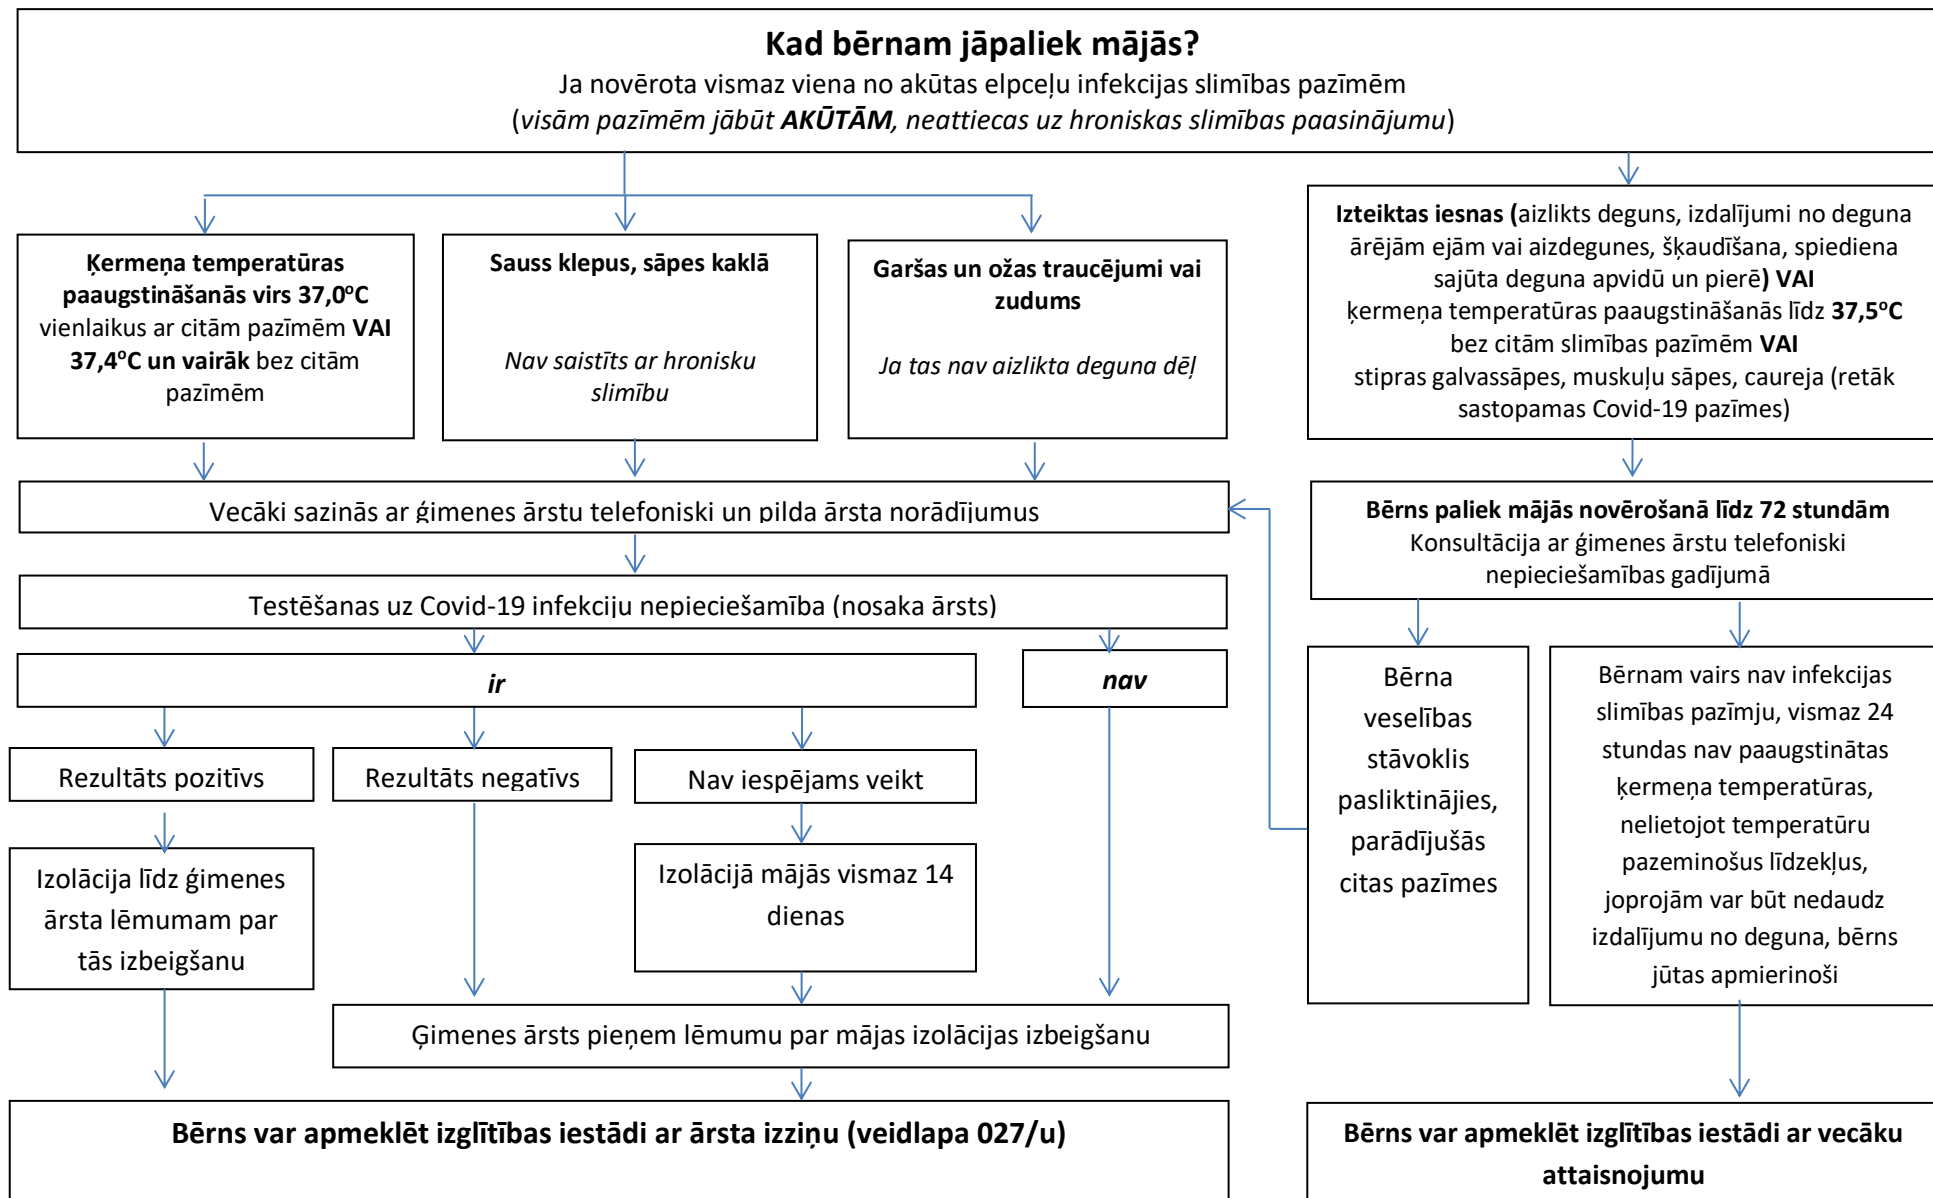 Kad bērnam jāpaliek mājās?
Ja novērota vismaz viena no akūtas elpceļu infekcijas slimības pazīmēm
(visām pazīmēm jābūt AKŪTĀM, neattiecas uz hroniskas slimības paasinājumu)
Ķermeņa temperatūras
paaugstināšanās virs 37,0°C
vienlaikus ar citām pazīmēm VAI
37,4°C un vairāk bez citām
pazīmēm
Sauss klepus, sāpes kaklā
Nav saistīts ar hronisku
slimību
Garšas un ožas traucējumi vai
zudums
Ja tas nav aizlikta deguna dēļ
Izteiktas iesnas (aizlikts deguns, izdalījumi no deguna
ārējām ejām vai aizdegunes, šķaudīšana, spiediena
sajūta deguna apvidū un pierē) VAI
ķermeņa temperatūras paaugstināšanās līdz 37,5°C
bez citām slimības pazīmēm VAI
stipras galvassāpes, muskuļu sāpes, caureja (retāk
sastopamas Covid-19 pazīmes)
Vecāki sazinās ar ģimenes ārstu telefoniski un pilda ārsta norādījumus
Bērns paliek mājās novērošanā līdz 72 stundām
Konsultācija ar ģimenes ārstu telefoniski
nepieciešamības gadījumā
Testēšanas uz Covid-19 infekciju nepieciešamība (nosaka ārsts)
ir
nav
Rezultāts pozitīvs
Rezultāts negatīvs
Nav iespējams veikt
Izolācija līdz ģimenes
ārsta lēmumam par
tās izbeigšanu
Izolācijā mājās vismaz 14
dienas
Bērna
veselības
stāvoklis
pasliktinājies,
parādījušās
citas pazīmes
Bērnam vairs nav infekcijas
slimības pazīmju, vismaz 24
stundas nav paaugstinātas
ķermeņa temperatūras,
nelietojot temperatūru
pazeminošus līdzekļus,
joprojām var būt nedaudz
izdalījumu no deguna, bērns
jūtas apmierinoši
Ģimenes ārsts pieņem lēmumu par mājas izolācijas izbeigšanu
Bērns var apmeklēt izglītības iestādi ar ārsta izziņu (veidlapa 027/u)
Bērns var apmeklēt izglītības iestādi ar vecāku
attaisnojumu